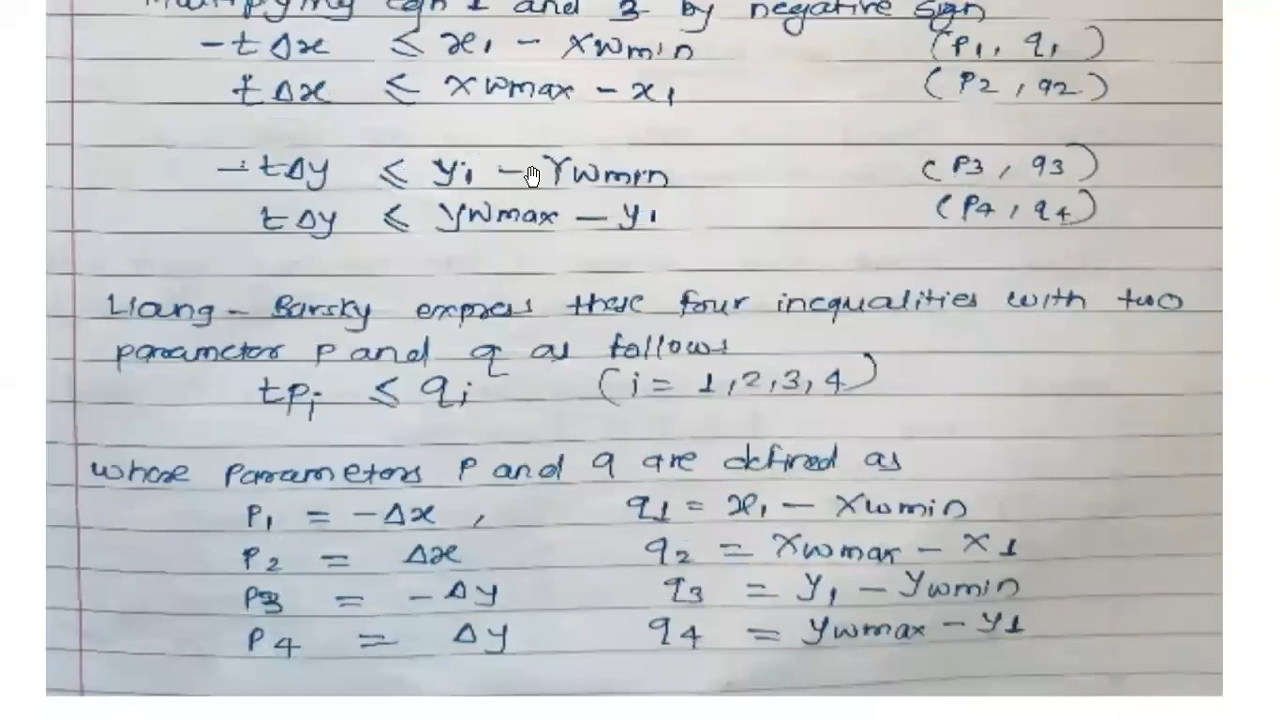 Multiplying eqn 1 and 3 by negative sign
-tΔx ≤ x1 - Xwmin (P1, q1)
tΔx ≤ Xwmax - x1 (P2, q2)
-tΔy ≤ y1 - Ywmin (P3, q3)
tΔy ≤ ywmax - y1 (P4, q4)
Liang-Barsky express these four inequalities with two
parameter p and q as follows
tpi ≤ qi (i = 1,2,3,4)
whose Parameters P and q are defined as
P1 = -Δx, q1 = x1 - Xwmin
P2 = Δx q2 = Xwmax - X1
P3 = -Δy q3 = y1 - Ywmin
P4 = Δy q4 = ywmax - y1